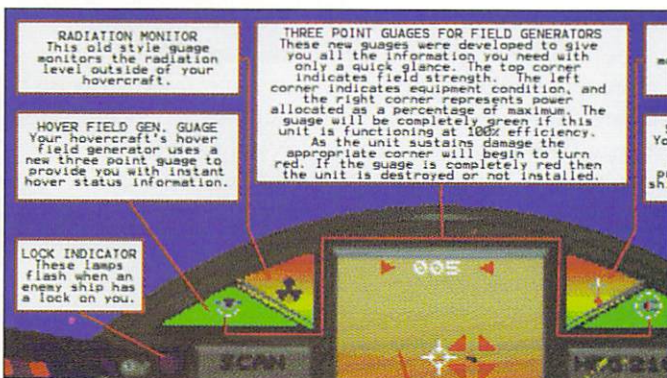 RADIATION MONITOR
This old style guage
monitors the radiation
level outside of your
hovercraft.
HOVER FIELD GEN. GUAGE
Your hovercraft's hover
field generator uses a
new three point guage to
provide you with instant
hover status information.
LOCK INDICATOR
These lamps
flash when an
enemy ship has
a lock on you.
THREE POINT GUAGES FOR FIELD GENERATORS
These new guages were developed to give
you all the information you need with
only a quick glance. The top corner
indicates field strength. The left
corner indicates equipment condition, and
the right corner represents power
allocated as a percentage of maximum. The
guage will be completely green if this
unit is functioning at 100% efficiency.
As the unit sustains damage the
appropriate corner will begin to turn
red. If the guage is completely red then
the unit is destroyed or not installed.
005
SCAN